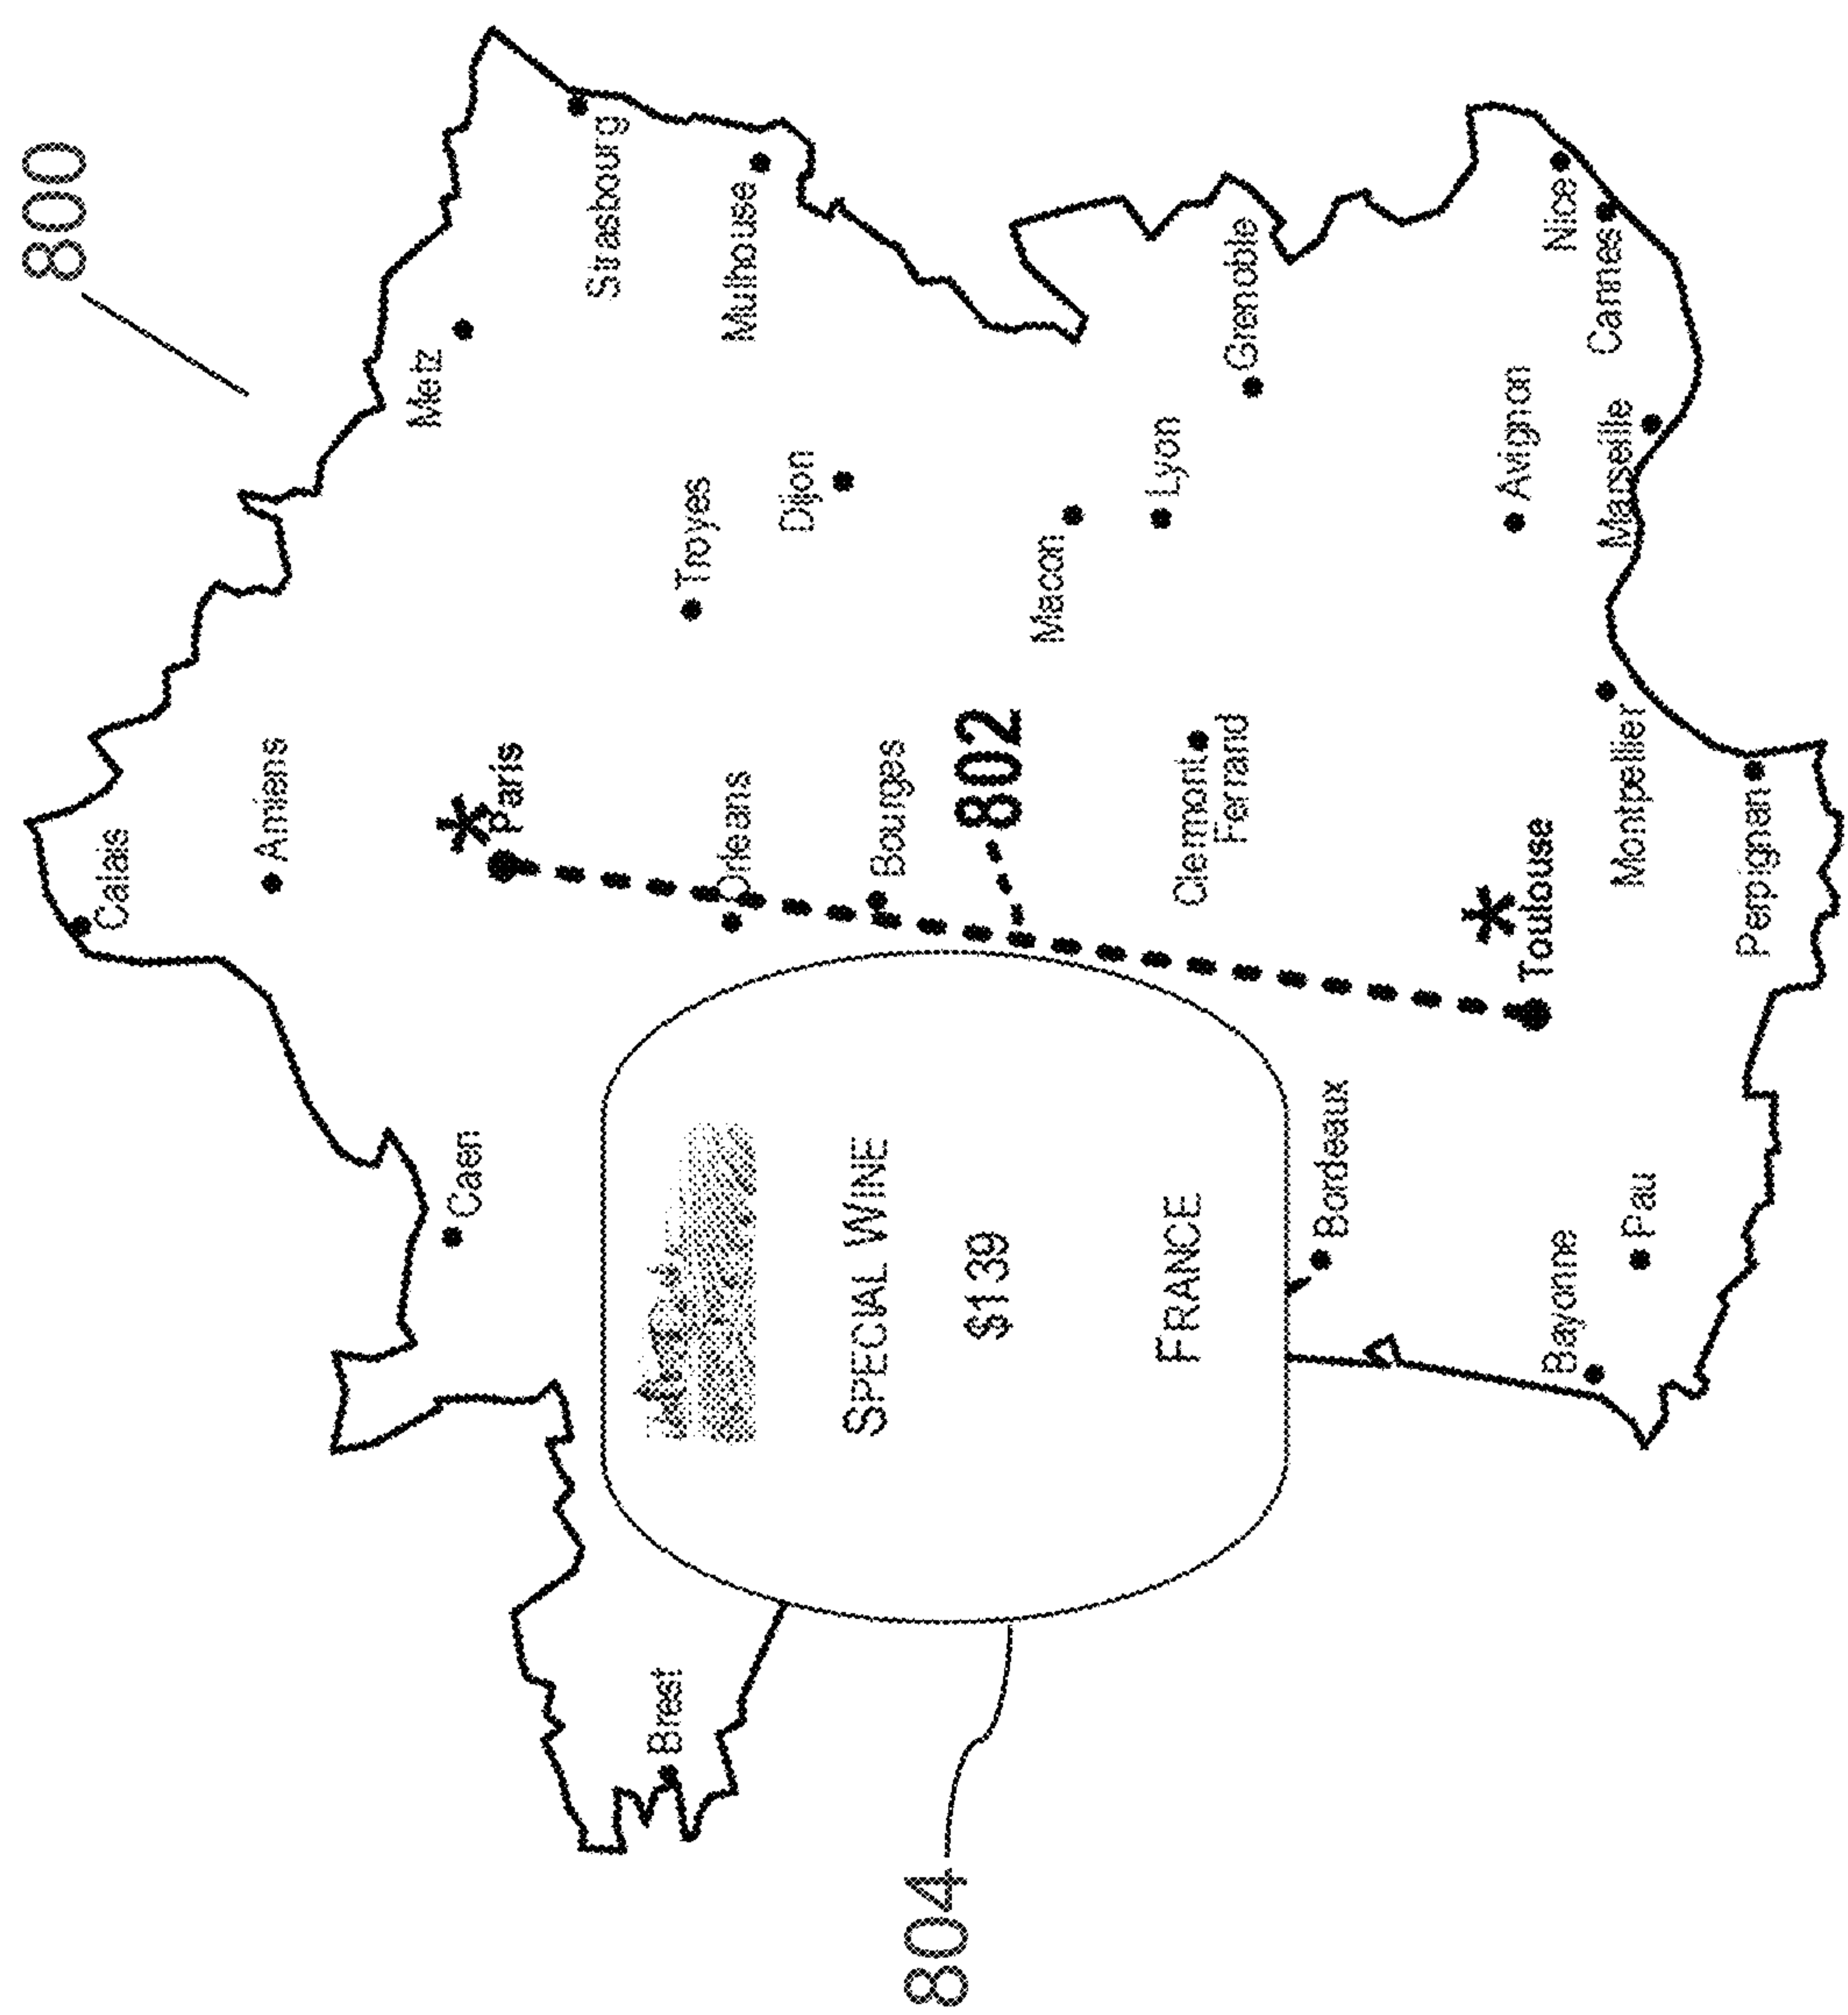 800
Calais
Amiens
Paris
Metz
Strasbourg
Mulhouse
Caen
Troyes
Dijon
Orleans
Bourges
Brest
802
Macon
Lyon
Grenoble
Clermont
Ferrand
SPECIAL WINE
$139
FRANCE
804
Bordeaux
Toulouse
Avignon
Nice
Cannes
Marseille
Montpellier
Bayonne
Pau
Perpignan